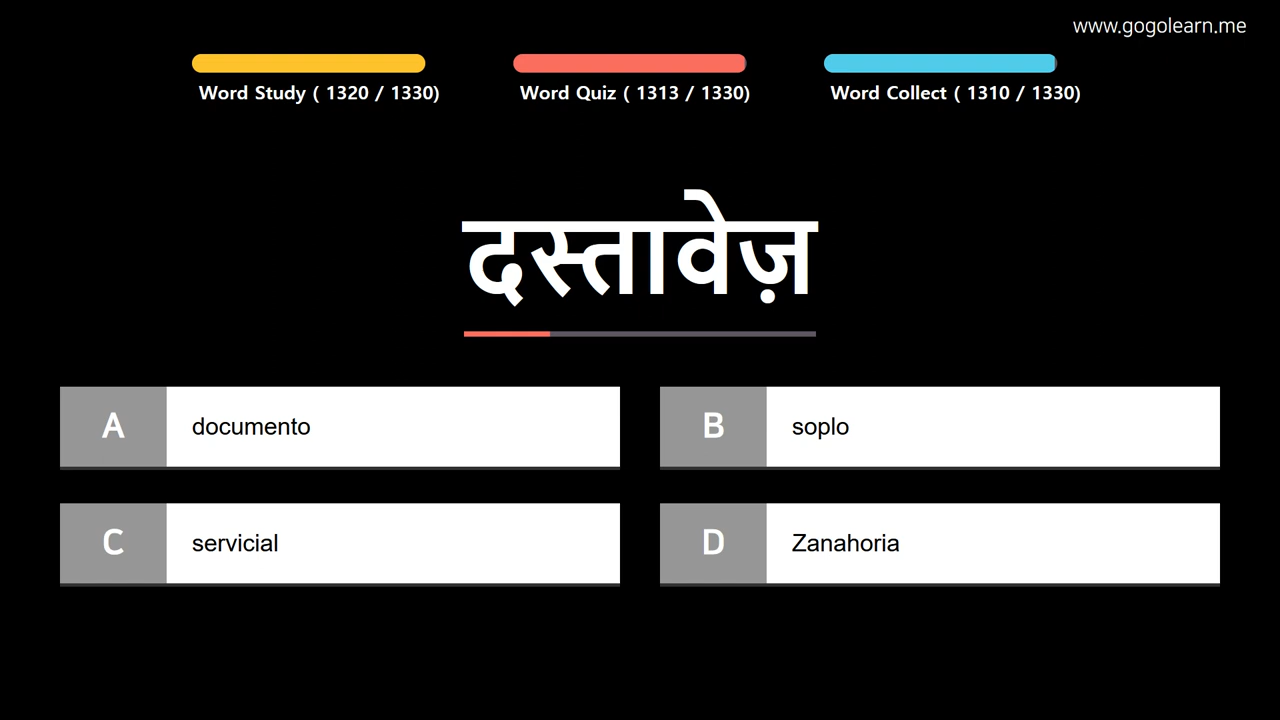 www.gogolearn.me
Word Study ( 1320 / 1330)
Word Quiz ( 1313 / 1330)
Word Collect ( 1310 / 1330)
दस्तावेज़
A documento
B soplo
C servicial
D Zanahoria